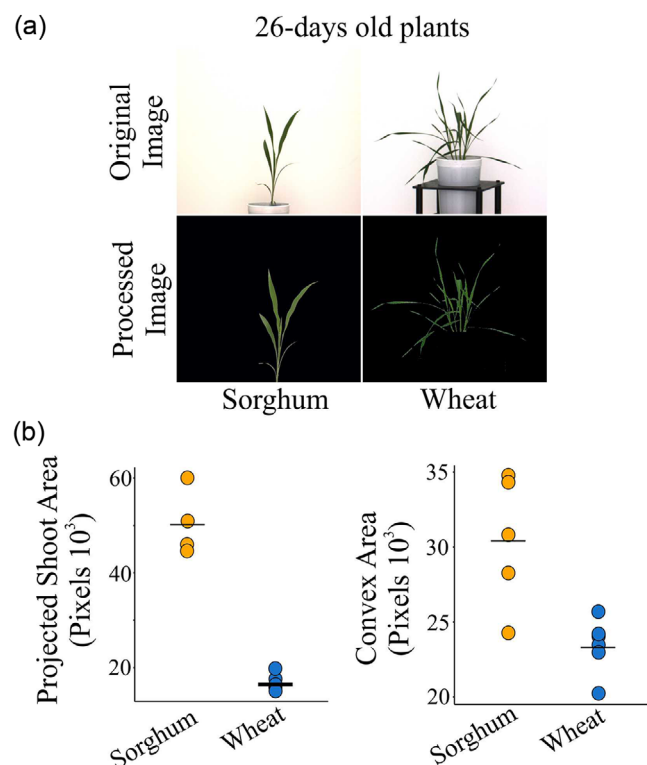 (a)
26-days old plants
Original
Image
Processed
Image
Sorghum
Wheat
(b)
Projected Shoot Area
(Pixels 10³)
60
40
20
Sorghum
Wheat
Convex Area
(Pixels 10³)
35
30
23
20
Sorghum
Wheat